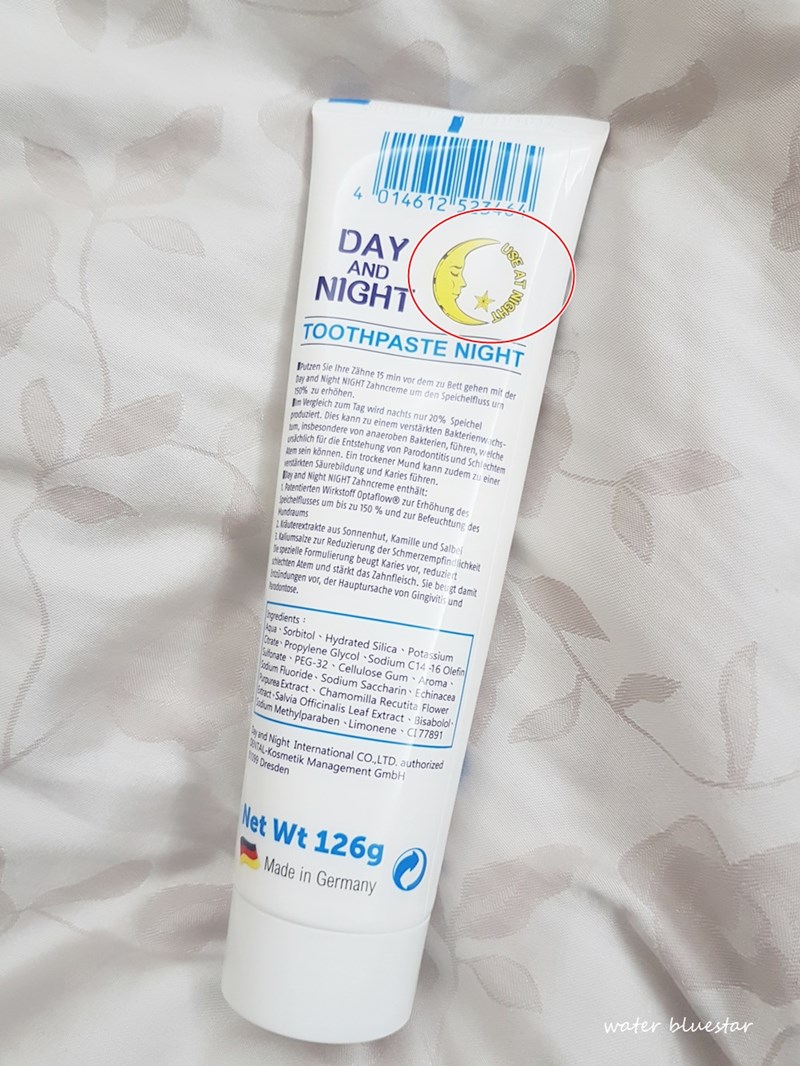 4 014612 523464
DAY
AND
NIGHT
USE AT NIGHT
TOOTHPASTE NIGHT
Putzen Sie Ihre Zähne 15 min vor dem zu Bett gehen mit der
Day and Night NIGHT Zahncreme um den Speichelfluss um
150% zu erhöhen.
Im Vergleich zum Tag wird nachts nur 20% Speichel
produziert. Dies kann zu einem verstärkten Bakterienwachs-
tum, insbesondere von anaeroben Bakterien, führen, welche
ursächlich für die Entstehung von Parodontitis und Schlechtem
Atem sein können. Ein trockener Mund kann zudem zu einer
verstärkten Säurebildung und Karies führen.
Day and Night NIGHT Zahncreme enthält:
1. Patentierten Wirkstoff Optaflow® zur Erhöhung des
Speichelflusses um bis zu 150 % und zur Befeuchtung des
Mundraums
2. Kräuterextrakte aus Sonnenhut, Kamille und Salbei
3. Kaliumsalze zur Reduzierung der Schmerzempfindlichkeit
Die spezielle Formulierung beugt Karies vor, reduziert
schlechten Atem und stärkt das Zahnfleisch. Sie beugt damit
Entzündungen vor, der Hauptursache von Gingivitis und
Parodontose.
Ingredients：
Aqua、Sorbitol、Hydrated Silica、Potassium
Citrate、Propylene Glycol、Sodium C14-16 Olefin
Sulfonate、PEG-32、Cellulose Gum、Aroma、
Sodium Fluoride、Sodium Saccharin、Echinacea
Purpurea Extract、Chamomilla Recutita Flower
Extract、Salvia Officinalis Leaf Extract、Bisabolol、
Sodium Methylparaben、Limonene、CI 77891
Day and Night International CO.,LTD. authorized
DENTAL-Kosmetik Management GmbH
Dresden
Net Wt 126g
Made in Germany
water bluestar